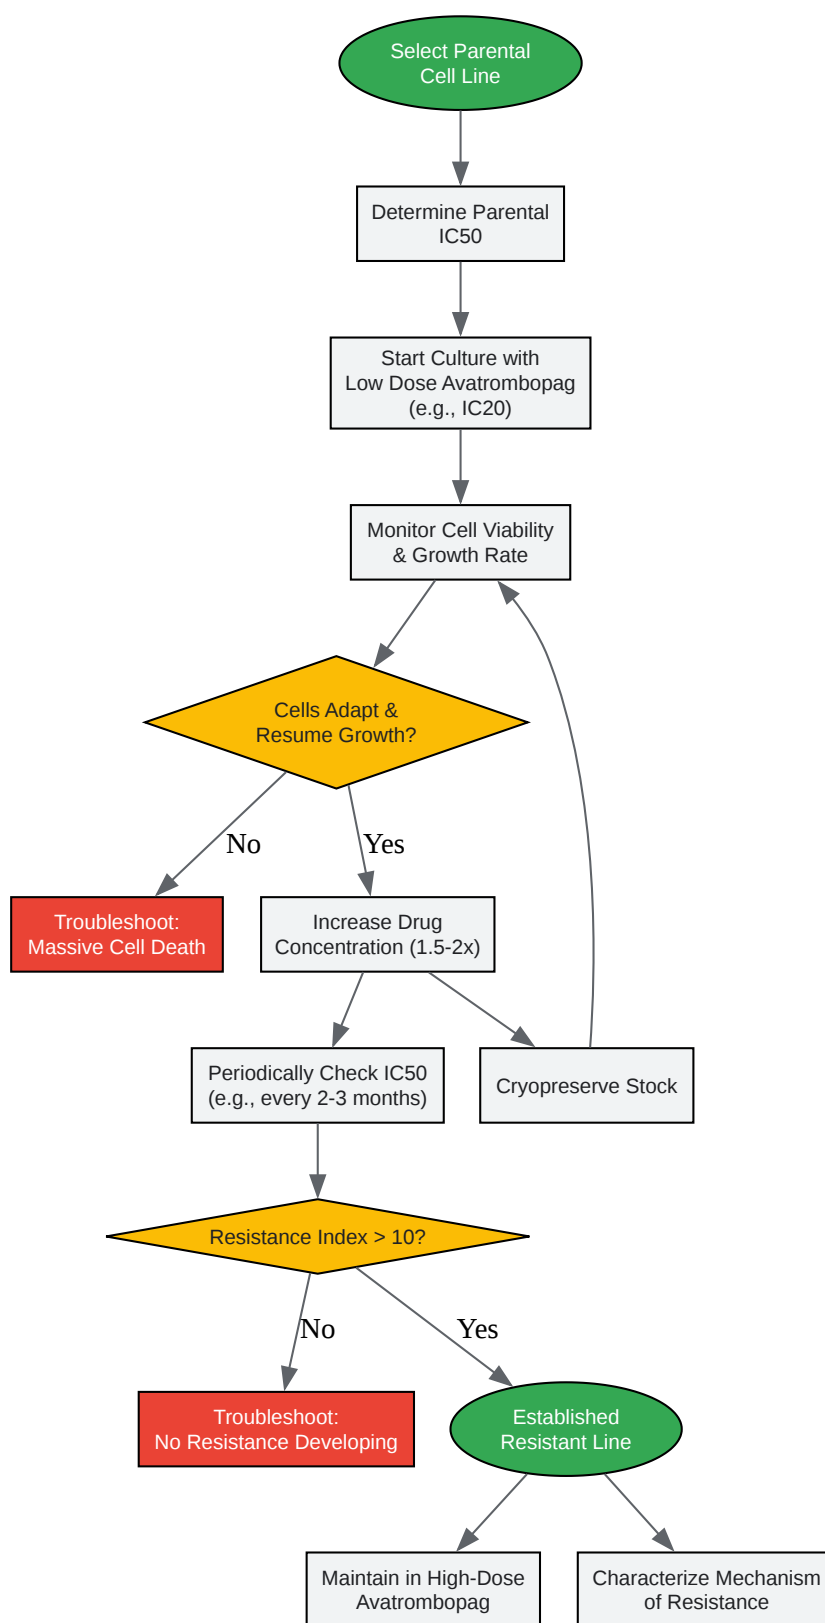 Select Parental
Cell Line
Determine Parental
IC50
Start Culture with
Low Dose Avatrombopag
(e.g., IC20)
Monitor Cell Viability
& Growth Rate
Cells Adapt &
Resume Growth?
No
Yes
Troubleshoot:
Massive Cell Death
Increase Drug
Concentration (1.5-2x)
Periodically Check IC50
(e.g., every 2-3 months)
Cryopreserve Stock
Resistance Index > 10?
No
Yes
Troubleshoot:
No Resistance Developing
Established
Resistant Line
Maintain in High-Dose
Avatrombopag
Characterize Mechanism
of Resistance